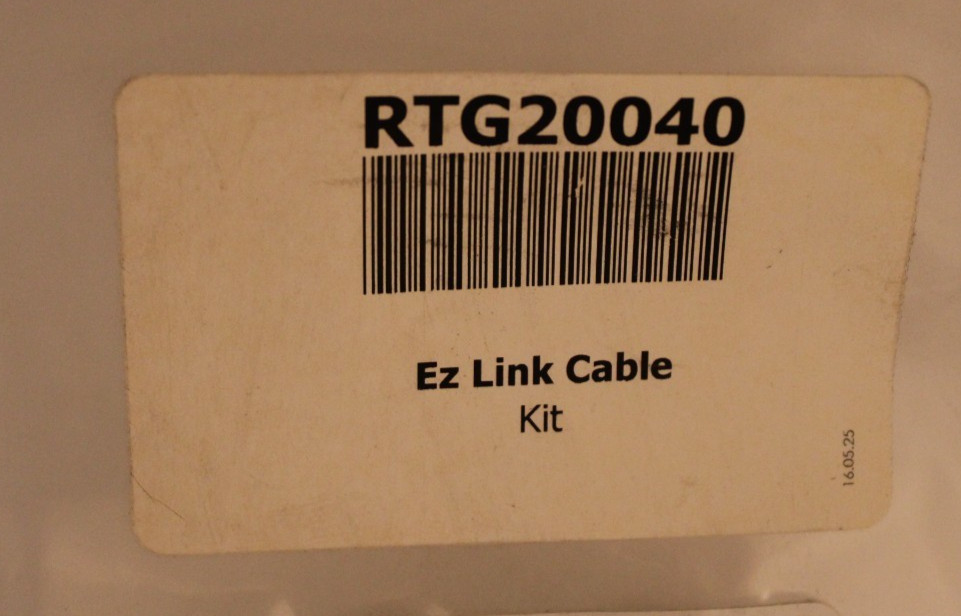 RTG20040
Ez Link Cable
Kit
16.05.25